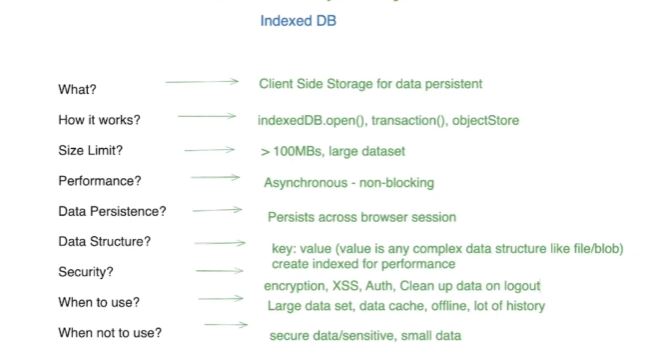 Indexed DB
What? Client Side Storage for data persistent
How it works? indexedDB.open(), transaction(), objectStore
Size Limit? > 100MBs, large dataset
Performance? Asynchronous - non-blocking
Data Persistence? Persists across browser session
Data Structure? key: value (value is any complex data structure like file/blob)
create indexed for performance
Security? encryption, XSS, Auth, Clean up data on logout
When to use? Large data set, data cache, offline, lot of history
When not to use? secure data/sensitive, small data